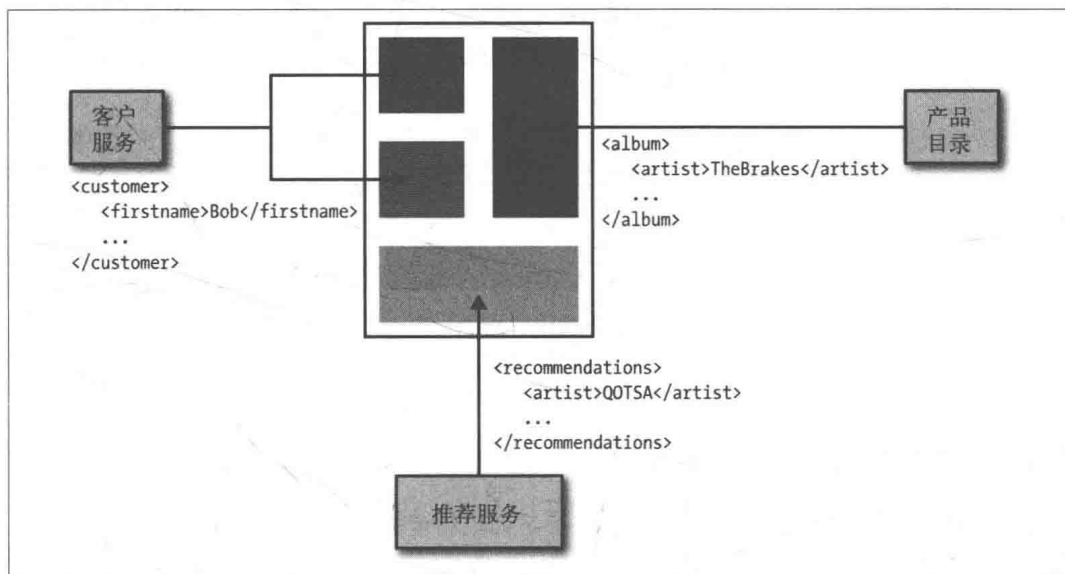 客户
服务
<customer>
<firstname>Bob</firstname>
...
</customer>
<album>
<artist>TheBrakes</artist>
...
</album>
产品
目录
<recommendations>
<artist>QOTSA</artist>
...
</recommendations>
推荐服务